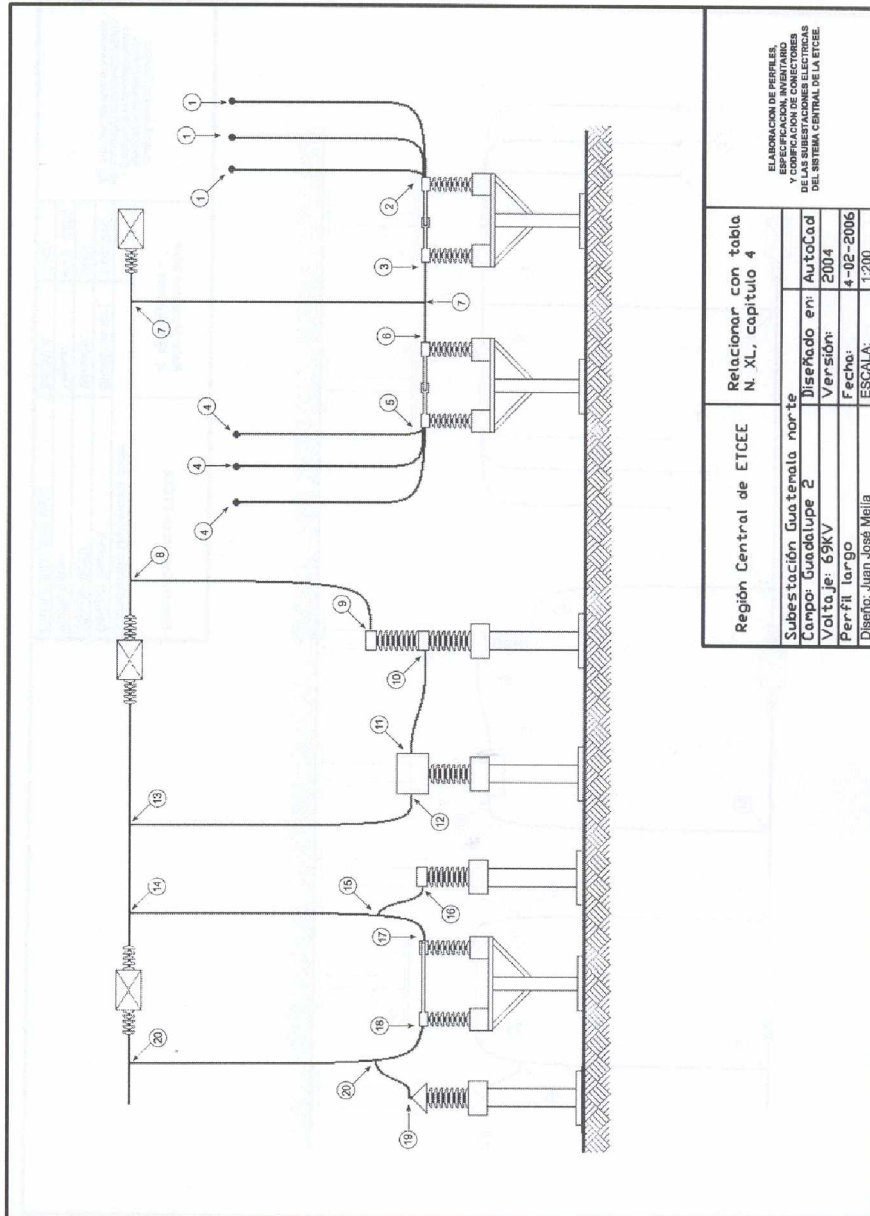 1
1
1
2
3
7
7
6
5
4
4
4
8
9
10
11
12
13
14
15
16
17
18
20
20
19
Región Central de ETCEE
Relacionar con tabla
N. XL, capitulo 4
ELABORACION DE PERFILES,
ESPECIFICACION, INVENTARIO
Y CODIFICACION DE CONECTORES
DE LAS SUBESTACIONES ELECTRICAS
DEL SISTEMA CENTRAL DE LA ETCEE.
Subestación Guatemala norte
Campo: Guadalupe 2
Diseñado en: AutoCad
Voltaje: 69KV
Versión: 2004
Perfil largo
Fecha: 4-02-2006
Diseño: Juan José Mejía
ESCALA: 1:200